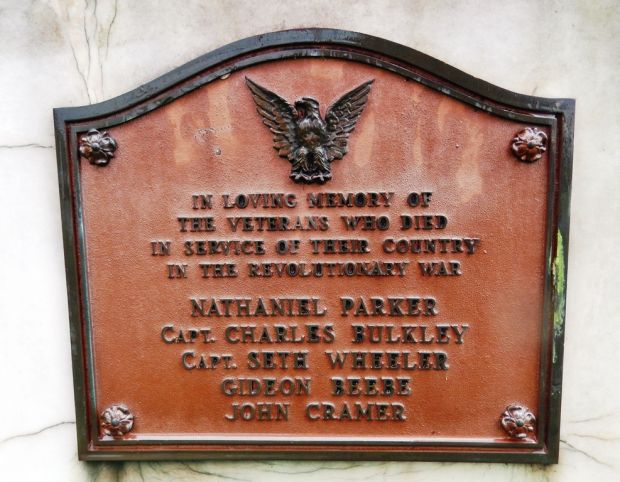 IN LOVING MEMORY OF
THE VETERANS WHO DIED
IN SERVICE OF THEIR COUNTRY
IN THE REVOLUTIONARY WAR
NATHANIEL PARKER
CAPT. CHARLES BULKLEY
CAPT. SETH WHEELER
GIDEON BEEBE
JOHN CRAMER